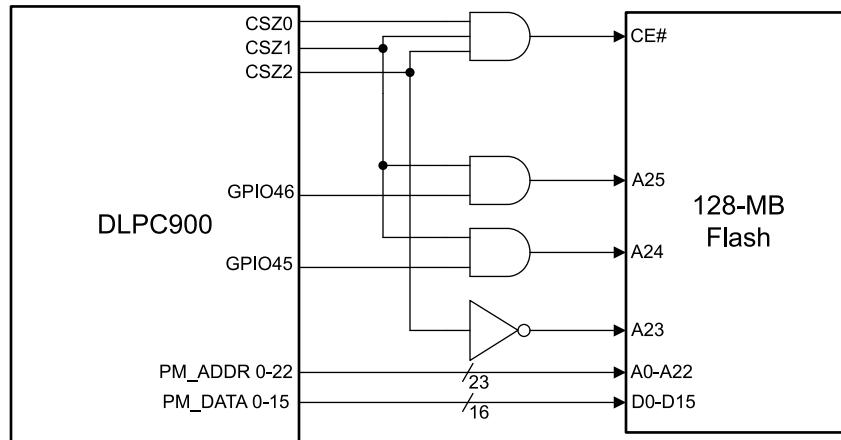 CSZ0
CSZ1
CSZ2
CE#
GPIO46
A25
DLPC900
128-MB
Flash
GPIO45
A24
A23
PM_ADDR 0-22
23
A0-A22
PM_DATA 0-15
16
D0-D15